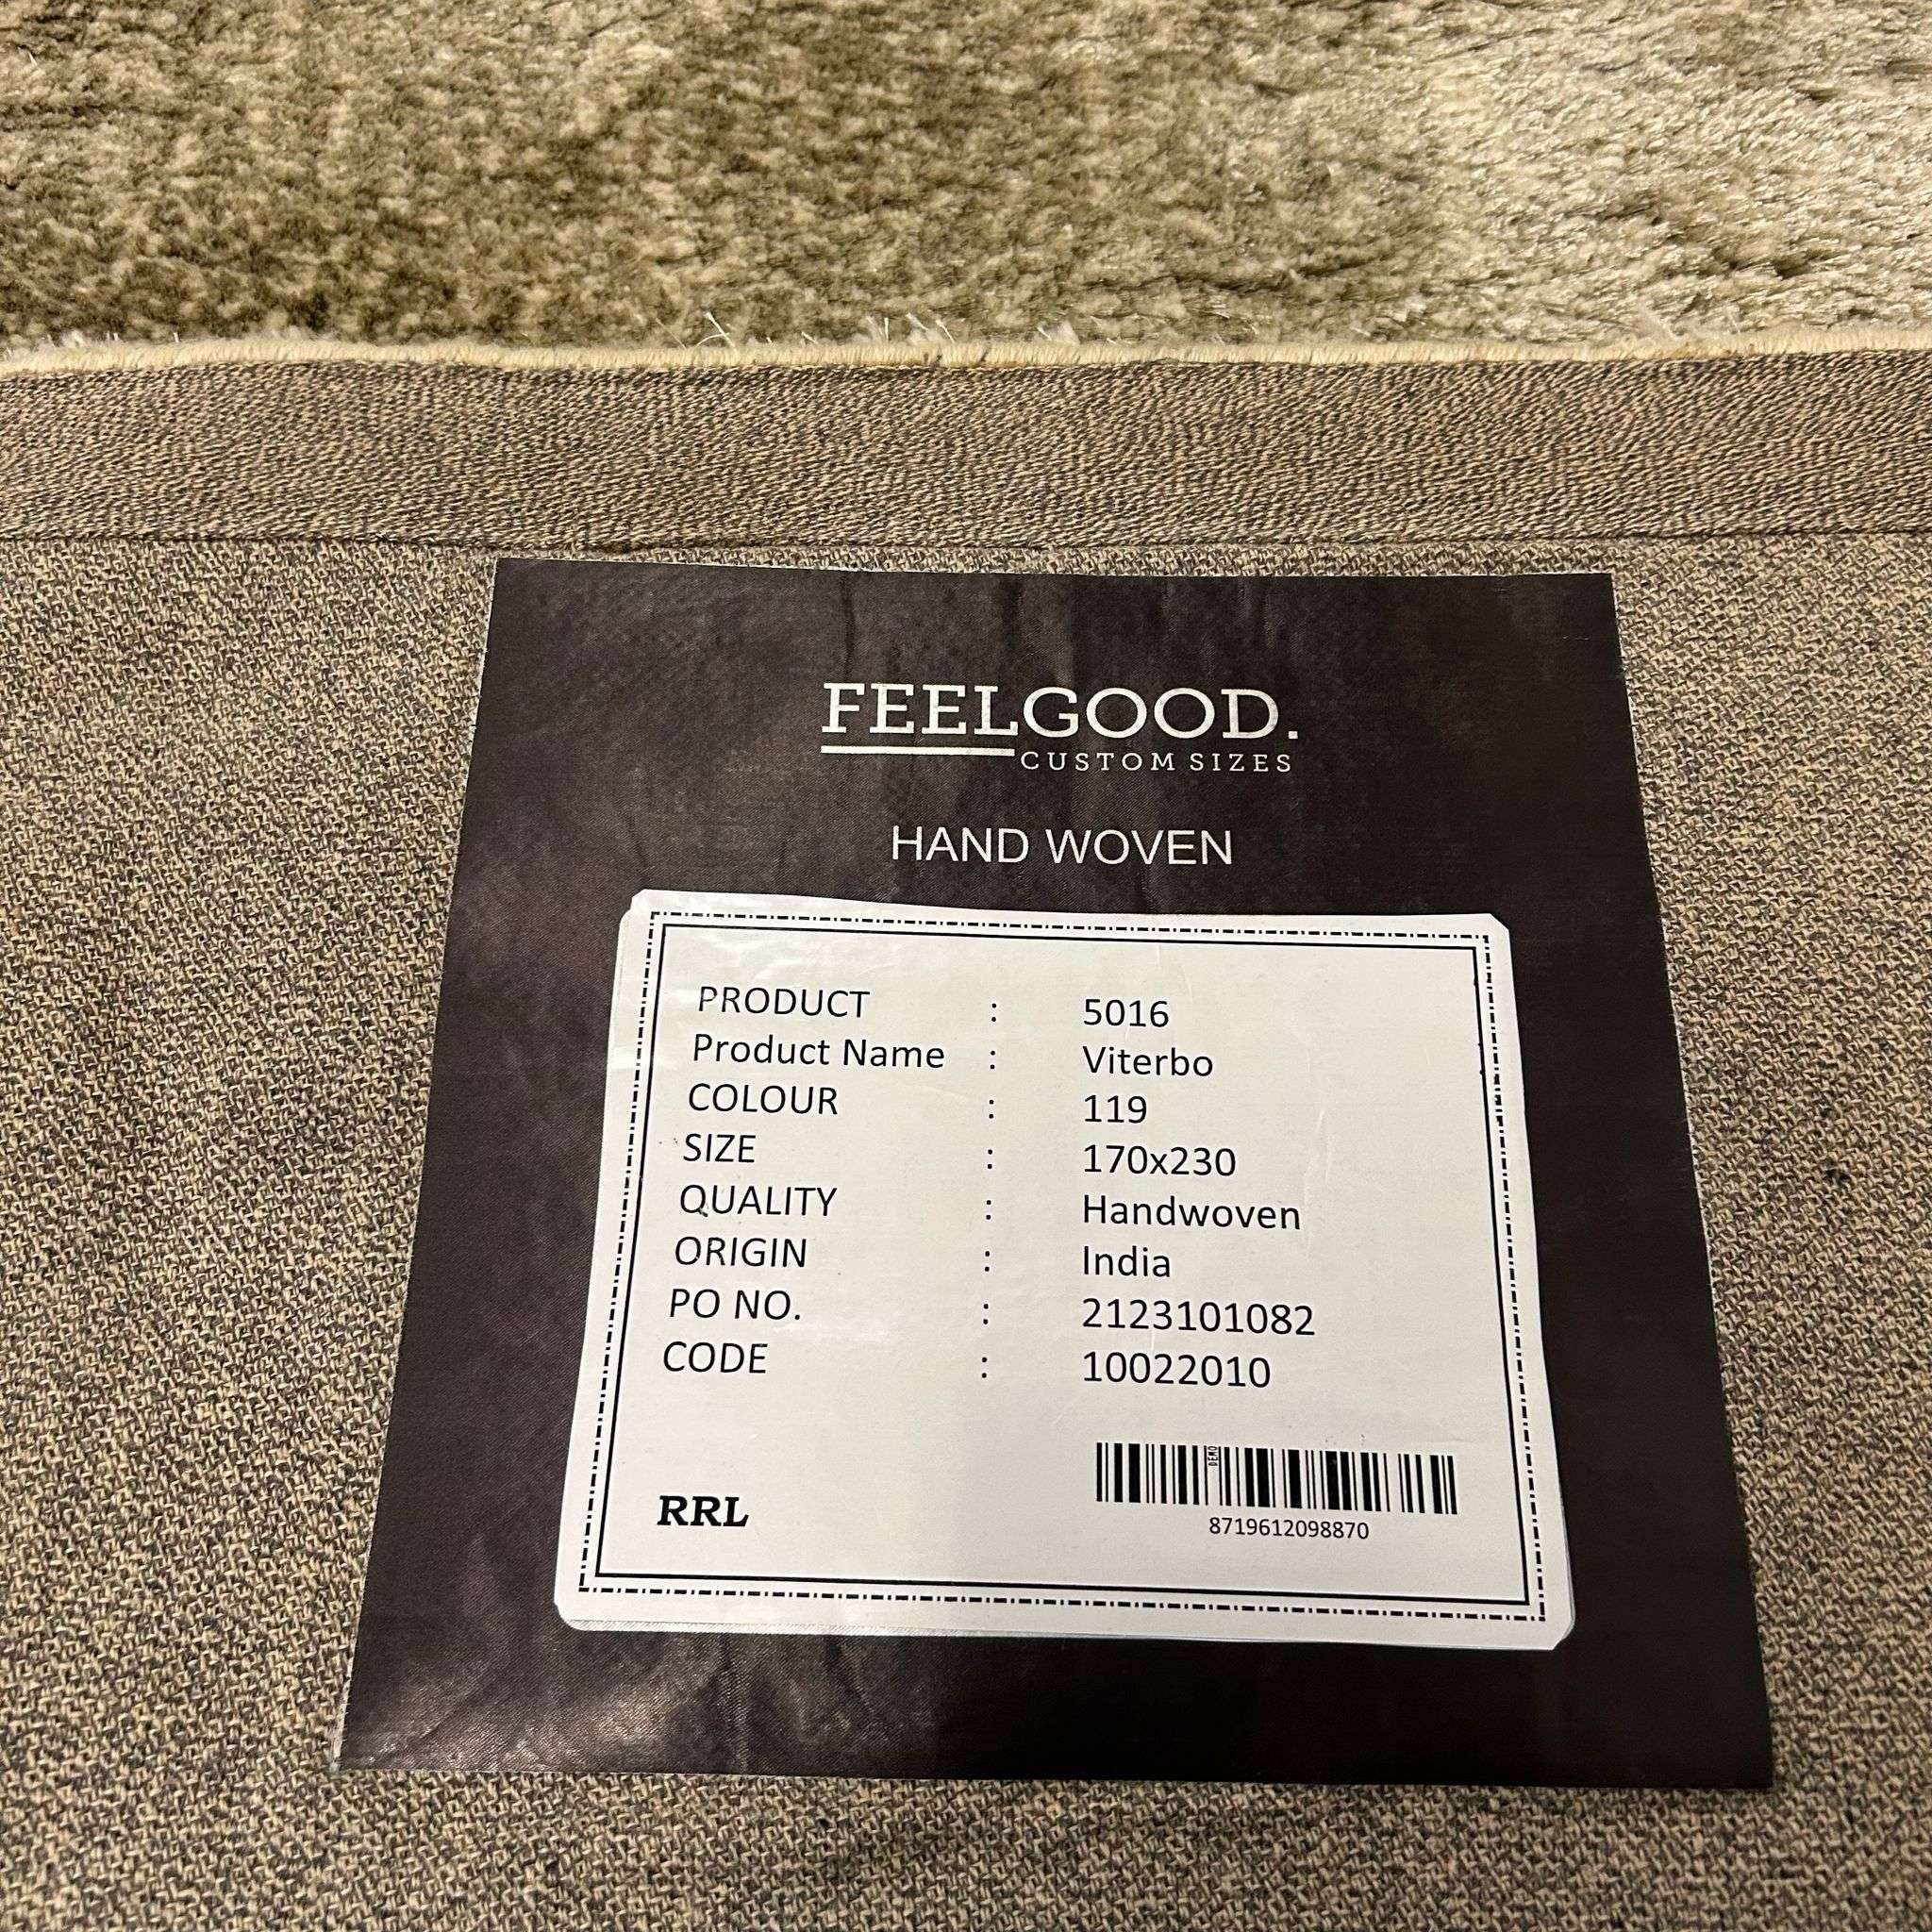 FEELGOOD.
CUSTOM SIZES
HAND WOVEN
PRODUCT : 5016
Product Name : Viterbo
COLOUR : 119
SIZE : 170x230
QUALITY : Handwoven
ORIGIN : India
PO NO. : 2123101082
CODE : 10022010
DEMO
RRL
8719612098870